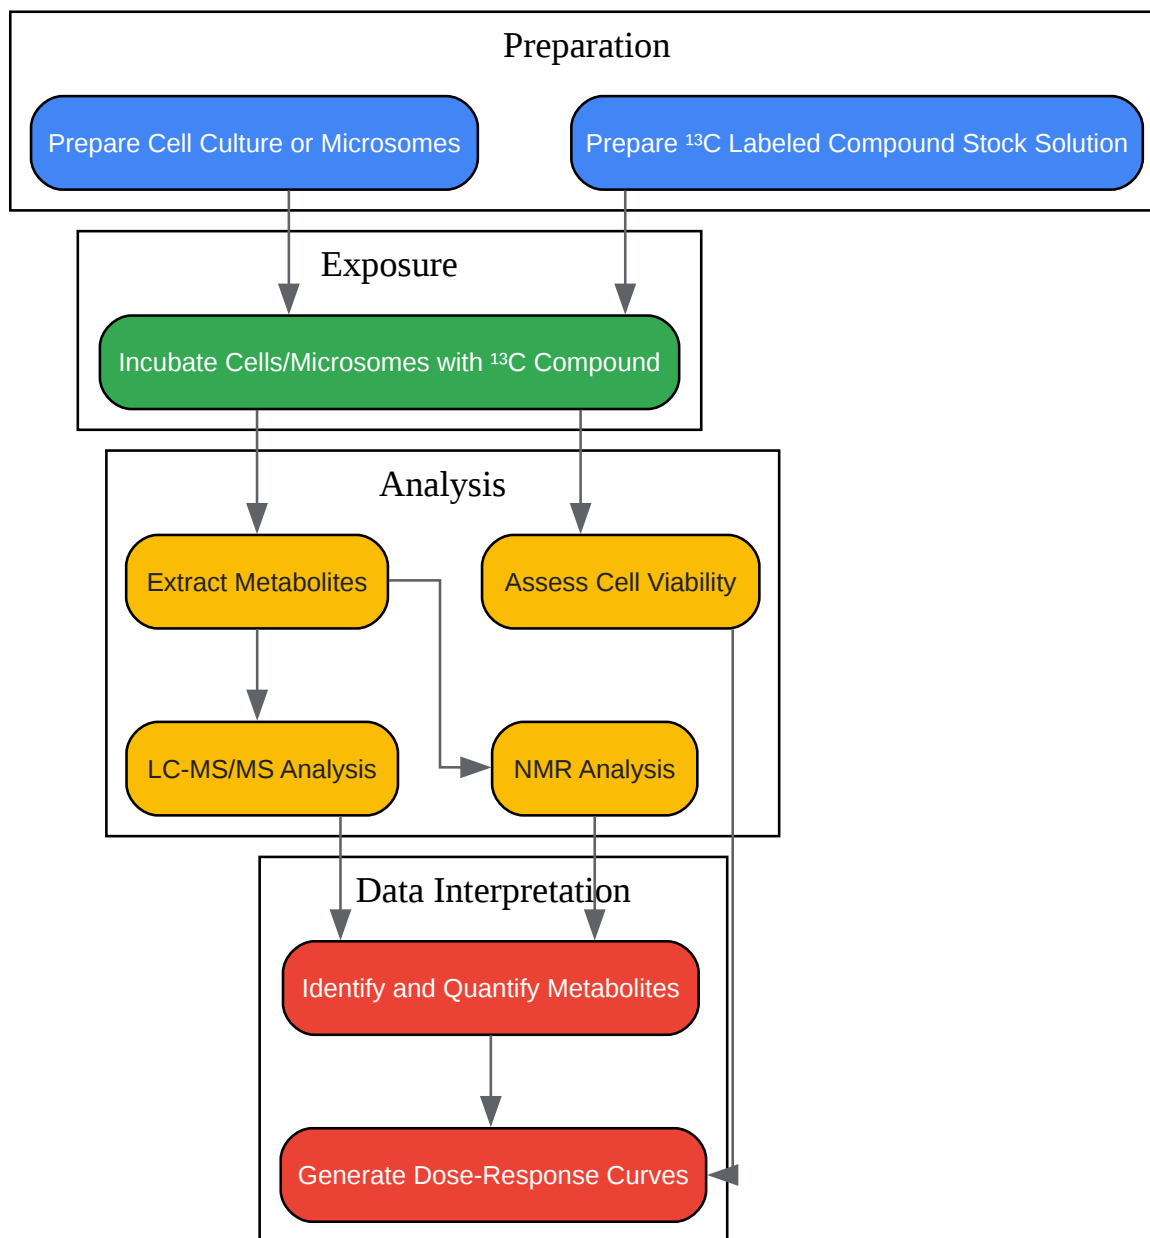 Preparation
Prepare Cell Culture or Microsomes
Prepare ¹³C Labeled Compound Stock Solution
Exposure
Incubate Cells/Microsomes with ¹³C Compound
Analysis
Extract Metabolites
Assess Cell Viability
LC-MS/MS Analysis
NMR Analysis
Data Interpretation
Identify and Quantify Metabolites
Generate Dose-Response Curves